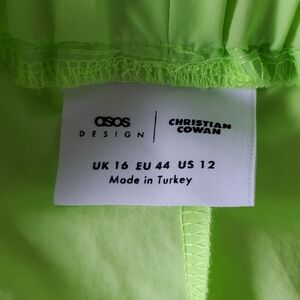 asos DESIGN
CHRISTIAN COWAN
UK 16 EU 44 US 12
Made in Turkey